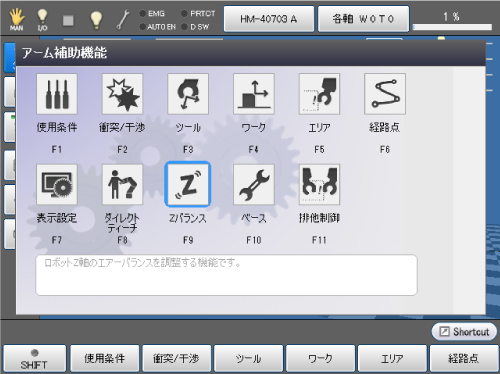 EMG PRTCT
AUTO EN D SW
MAN I/O
HM-40703 A
各軸 W0T0
1 %
アーム補助機能
使用条件 衝突/干渉 ツール ワーク エリア 経路点
F1 F2 F3 F4 F5 F6
表示設定 ダイレクト Zバランス ベース 排他制御
ティーチ
F7 F8 F9 F10 F11
ロボットZ軸のエアーバランスを調整する機能です。
Shortcut
SHIFT 使用条件 衝突/干渉 ツール ワーク エリア 経路点